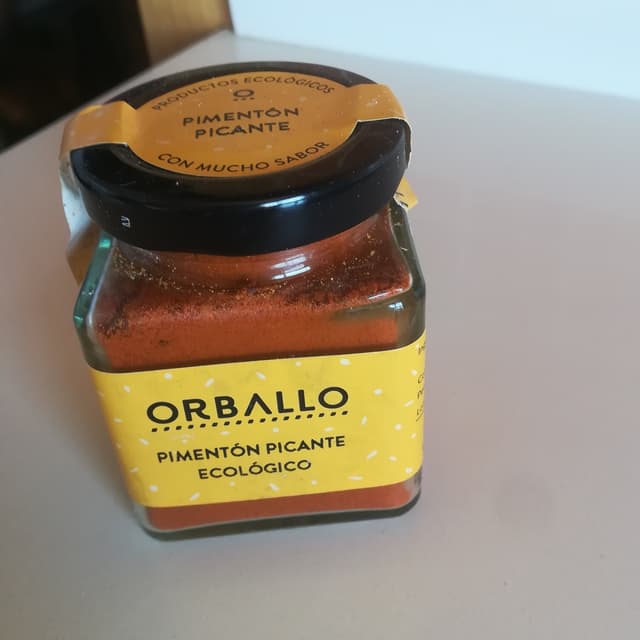 PRODUCTOS ECOLÓGICOS
PIMENTÓN
PICANTE
CON MUCHO SABOR
ORBALLO
PIMENTÓN PICANTE
ECOLÓGICO